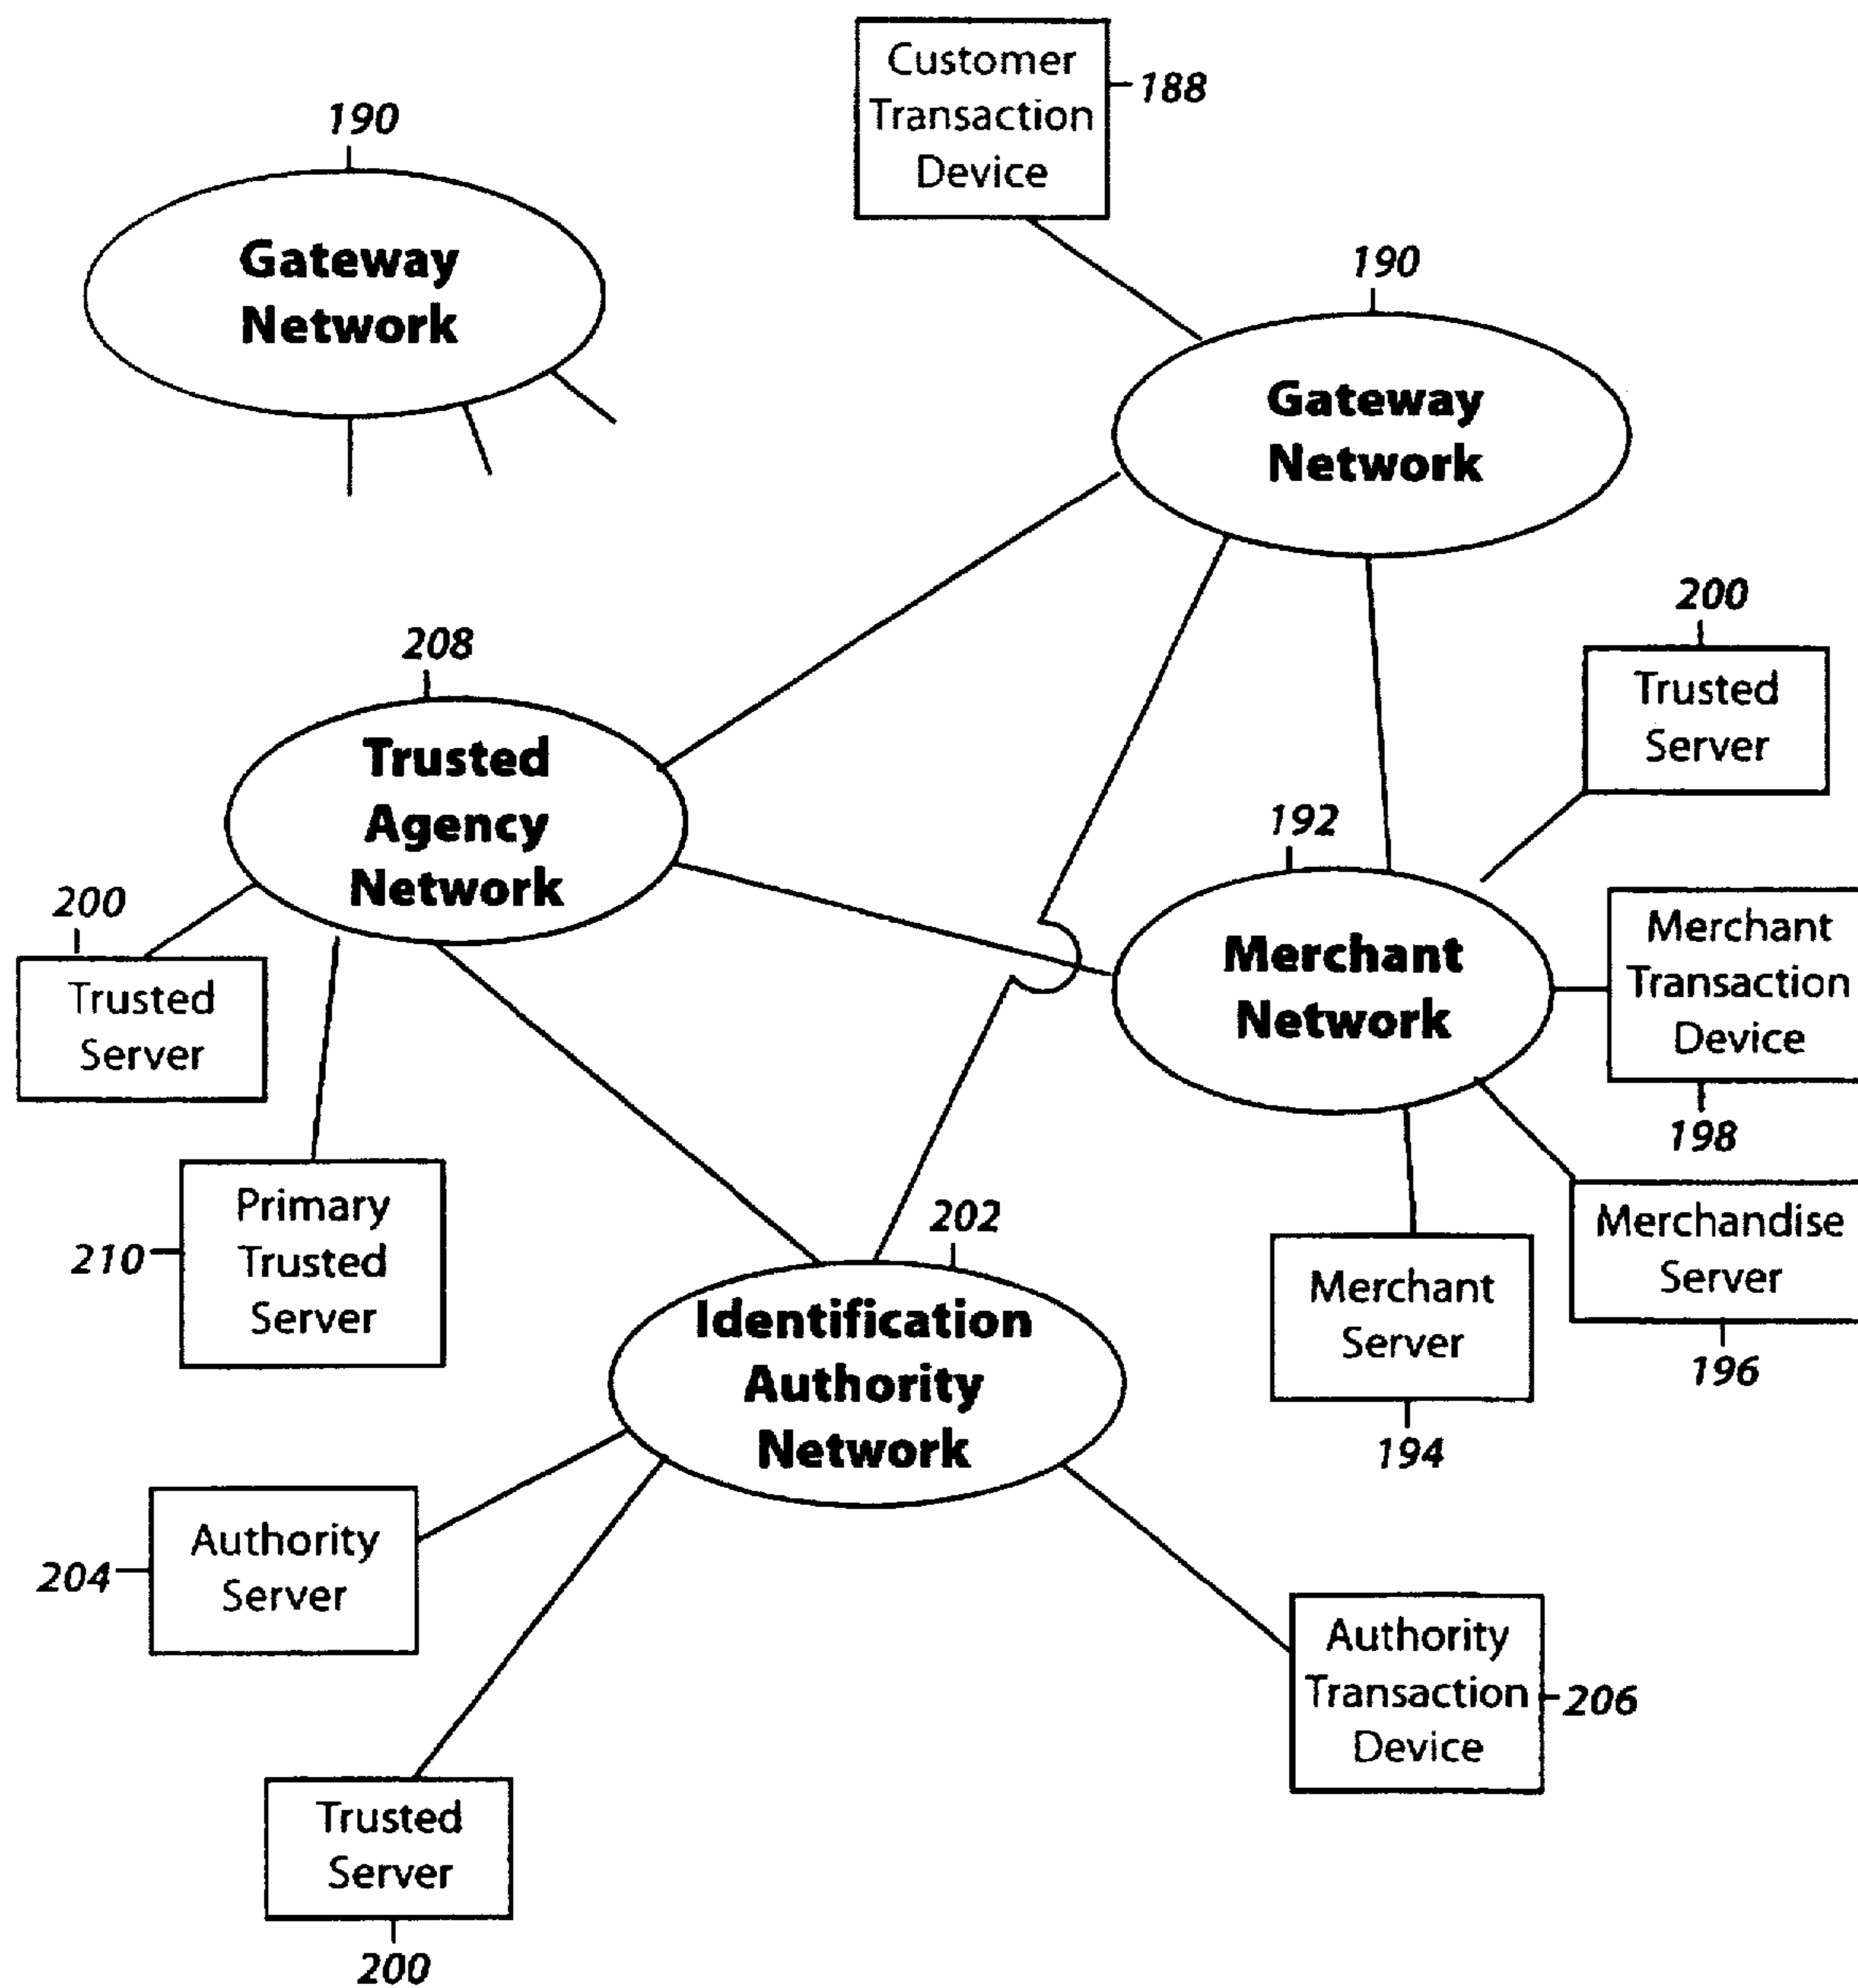 Customer
Transaction
Device
188
190
Gateway
Network
190
Gateway
Network
200
Trusted
Server
208
Trusted
Agency
Network
192
Merchant
Network
Merchant
Transaction
Device
198
200
Trusted
Server
210
Primary
Trusted
Server
202
Identification
Authority
Network
Merchandise
Server
196
Merchant
Server
194
204
Authority
Server
Authority
Transaction
Device
206
Trusted
Server
200